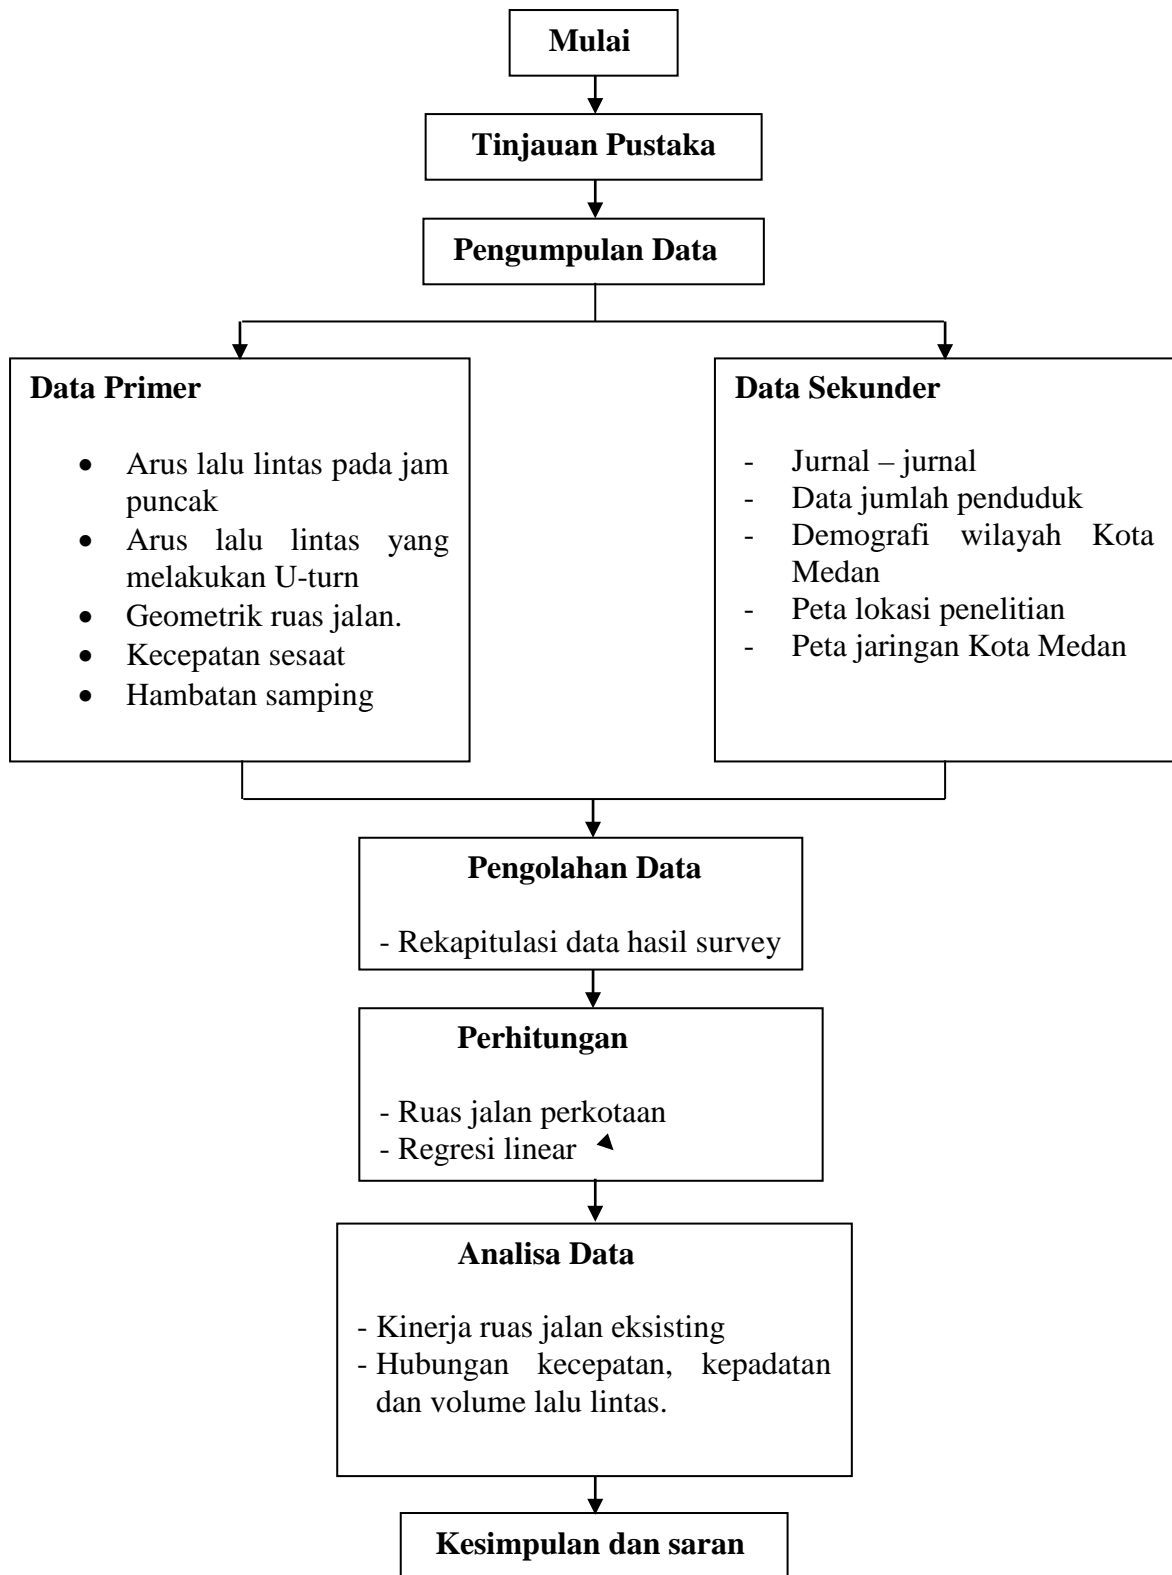 Mulai
Tinjauan Pustaka
Pengumpulan Data
Data Primer
• Arus lalu lintas pada jam
puncak
• Arus lalu lintas yang
melakukan U-turn
• Geometrik ruas jalan.
• Kecepatan sesaat
• Hambatan samping
Data Sekunder
- Jurnal – jurnal
- Data jumlah penduduk
- Demografi wilayah Kota
Medan
- Peta lokasi penelitian
- Peta jaringan Kota Medan
Pengolahan Data
- Rekapitulasi data hasil survey
Perhitungan
- Ruas jalan perkotaan
- Regresi linear
Analisa Data
- Kinerja ruas jalan eksisting
- Hubungan kecepatan, kepadatan
dan volume lalu lintas.
Kesimpulan dan saran